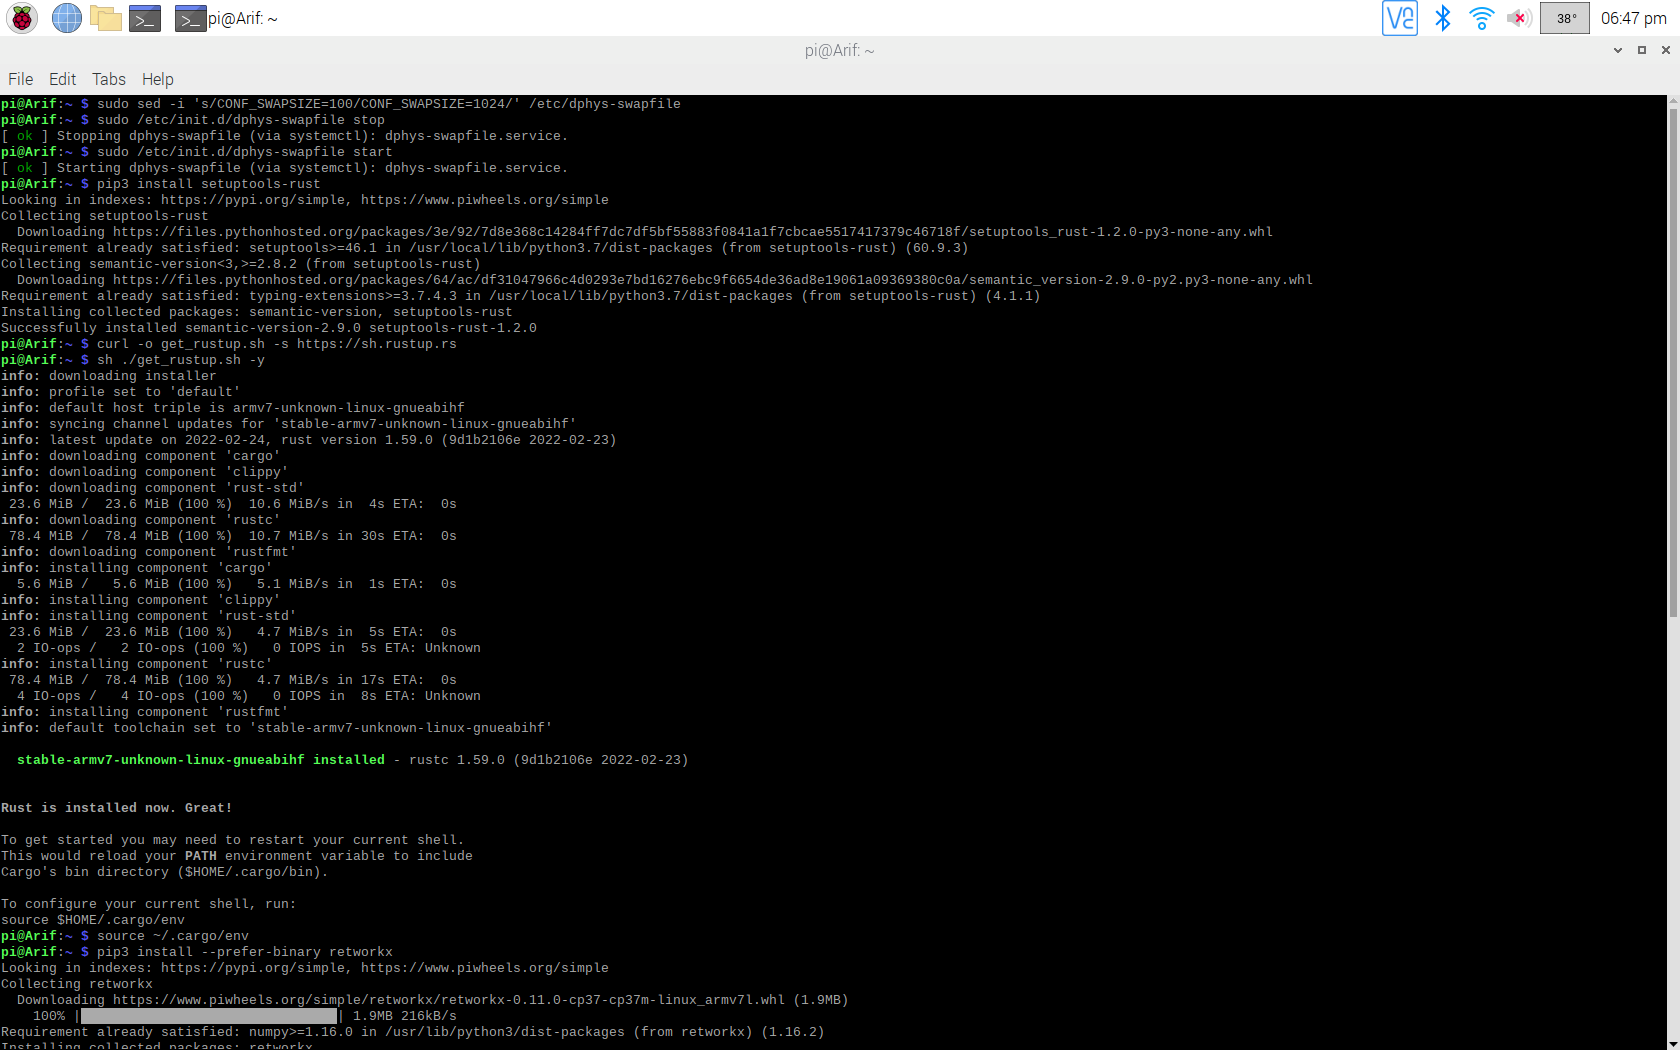 pi@Arif: ~
38°
06:47 pm
pi@Arif: ~
File Edit Tabs Help
pi@Arif:~ $ sudo sed -i 's/CONF_SWAPSIZE=100/CONF_SWAPSIZE=1024/' /etc/dphys-swapfile
pi@Arif:~ $ sudo /etc/init.d/dphys-swapfile stop
[ ok ] Stopping dphys-swapfile (via systemctl): dphys-swapfile.service.
pi@Arif:~ $ sudo /etc/init.d/dphys-swapfile start
[ ok ] Starting dphys-swapfile (via systemctl): dphys-swapfile.service.
pi@Arif:~ $ pip3 install setuptools-rust
Looking in indexes: https://pypi.org/simple, https://www.piwheels.org/simple
Collecting setuptools-rust
  Downloading https://files.pythonhosted.org/packages/3e/92/7d8e368c14284ff7dc7df5bf55883f0841a1f7cbcae5517417379c46718f/setuptools_rust-1.2.0-py3-none-any.whl
Requirement already satisfied: setuptools>=46.1 in /usr/local/lib/python3.7/dist-packages (from setuptools-rust) (60.9.3)
Collecting semantic-version<3,>=2.8.2 (from setuptools-rust)
  Downloading https://files.pythonhosted.org/packages/64/ac/df31047966c4d0293e7bd16276ebc9f6654de36ad8e19061a09369380c0a/semantic_version-2.9.0-py2.py3-none-any.whl
Requirement already satisfied: typing-extensions>=3.7.4.3 in /usr/local/lib/python3.7/dist-packages (from setuptools-rust) (4.1.1)
Installing collected packages: semantic-version, setuptools-rust
Successfully installed semantic-version-2.9.0 setuptools-rust-1.2.0
pi@Arif:~ $ curl -o get_rustup.sh -s https://sh.rustup.rs
pi@Arif:~ $ sh ./get_rustup.sh -y
info: downloading installer
info: profile set to 'default'
info: default host triple is armv7-unknown-linux-gnueabihf
info: syncing channel updates for 'stable-armv7-unknown-linux-gnueabihf'
info: latest update on 2022-02-24, rust version 1.59.0 (9d1b2106e 2022-02-23)
info: downloading component 'cargo'
info: downloading component 'clippy'
info: downloading component 'rust-std'
 23.6 MiB /  23.6 MiB (100 %)  10.6 MiB/s in  4s ETA:  0s
info: downloading component 'rustc'
 78.4 MiB /  78.4 MiB (100 %)  10.7 MiB/s in 30s ETA:  0s
info: downloading component 'rustfmt'
info: installing component 'cargo'
  5.6 MiB /   5.6 MiB (100 %)   5.1 MiB/s in  1s ETA:  0s
info: installing component 'clippy'
info: installing component 'rust-std'
 23.6 MiB /  23.6 MiB (100 %)   4.7 MiB/s in  5s ETA:  0s
  2 IO-ops /   2 IO-ops (100 %)   0 IOPS in  5s ETA: Unknown
info: installing component 'rustc'
 78.4 MiB /  78.4 MiB (100 %)   4.7 MiB/s in 17s ETA:  0s
  4 IO-ops /   4 IO-ops (100 %)   0 IOPS in  8s ETA: Unknown
info: installing component 'rustfmt'
info: default toolchain set to 'stable-armv7-unknown-linux-gnueabihf'
  stable-armv7-unknown-linux-gnueabihf installed - rustc 1.59.0 (9d1b2106e 2022-02-23)
Rust is installed now. Great!
To get started you may need to restart your current shell.
This would reload your PATH environment variable to include
Cargo's bin directory ($HOME/.cargo/bin).
To configure your current shell, run:
source $HOME/.cargo/env
pi@Arif:~ $ source ~/.cargo/env
pi@Arif:~ $ pip3 install --prefer-binary retworkx
Looking in indexes: https://pypi.org/simple, https://www.piwheels.org/simple
Collecting retworkx
  Downloading https://www.piwheels.org/simple/retworkx/retworkx-0.11.0-cp37-cp37m-linux_armv7l.whl (1.9MB)
    100% | | 1.9MB 216kB/s
Requirement already satisfied: numpy>=1.16.0 in /usr/lib/python3/dist-packages (from retworkx) (1.16.2)
Installing collected packages: retworkx